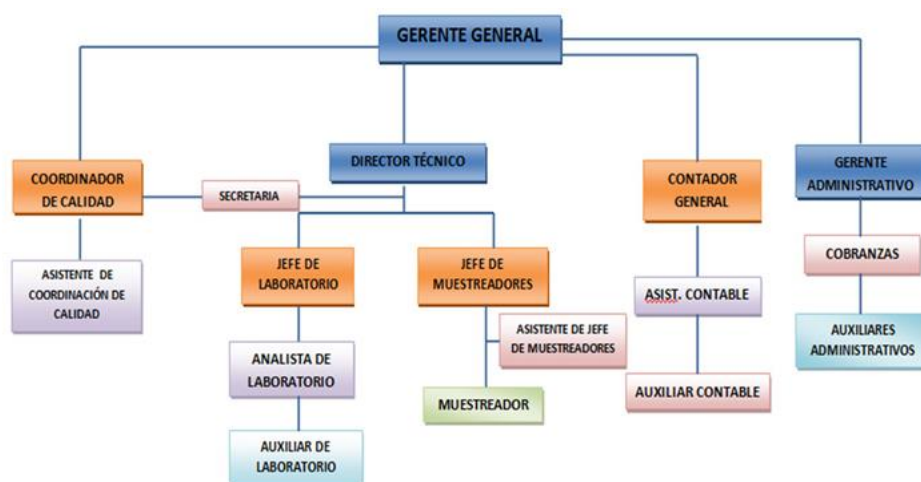 GERENTE GENERAL
DIRECTOR TÉCNICO
COORDINADOR
DE CALIDAD
SECRETARIA
CONTADOR
GENERAL
GERENTE
ADMINISTRATIVO
ASISTENTE DE
COORDINACIÓN DE
CALIDAD
JEFE DE
LABORATORIO
JEFE DE
MUESTREADORES
ASIST. CONTABLE
COBRANZAS
ASISTENTE DE JEFE
DE MUESTREADORES
AUXILIARES
ADMINISTRATIVOS
ANALISTA DE
LABORATORIO
MUESTREADOR
AUXILIAR CONTABLE
AUXILIAR DE
LABORATORIO